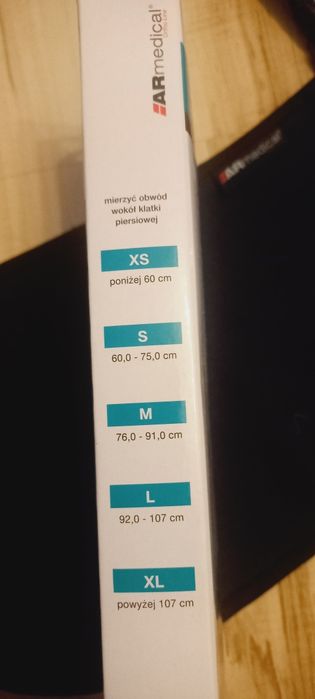 ARmedical®
mierzyć obwód
wokół klatki
piersiowej
XS
poniżej 60 cm
S
60,0 - 75,0 cm
M
76,0 - 91,0 cm
L
92,0 - 107 cm
XL
powyżej 107 cm
ARmedical®